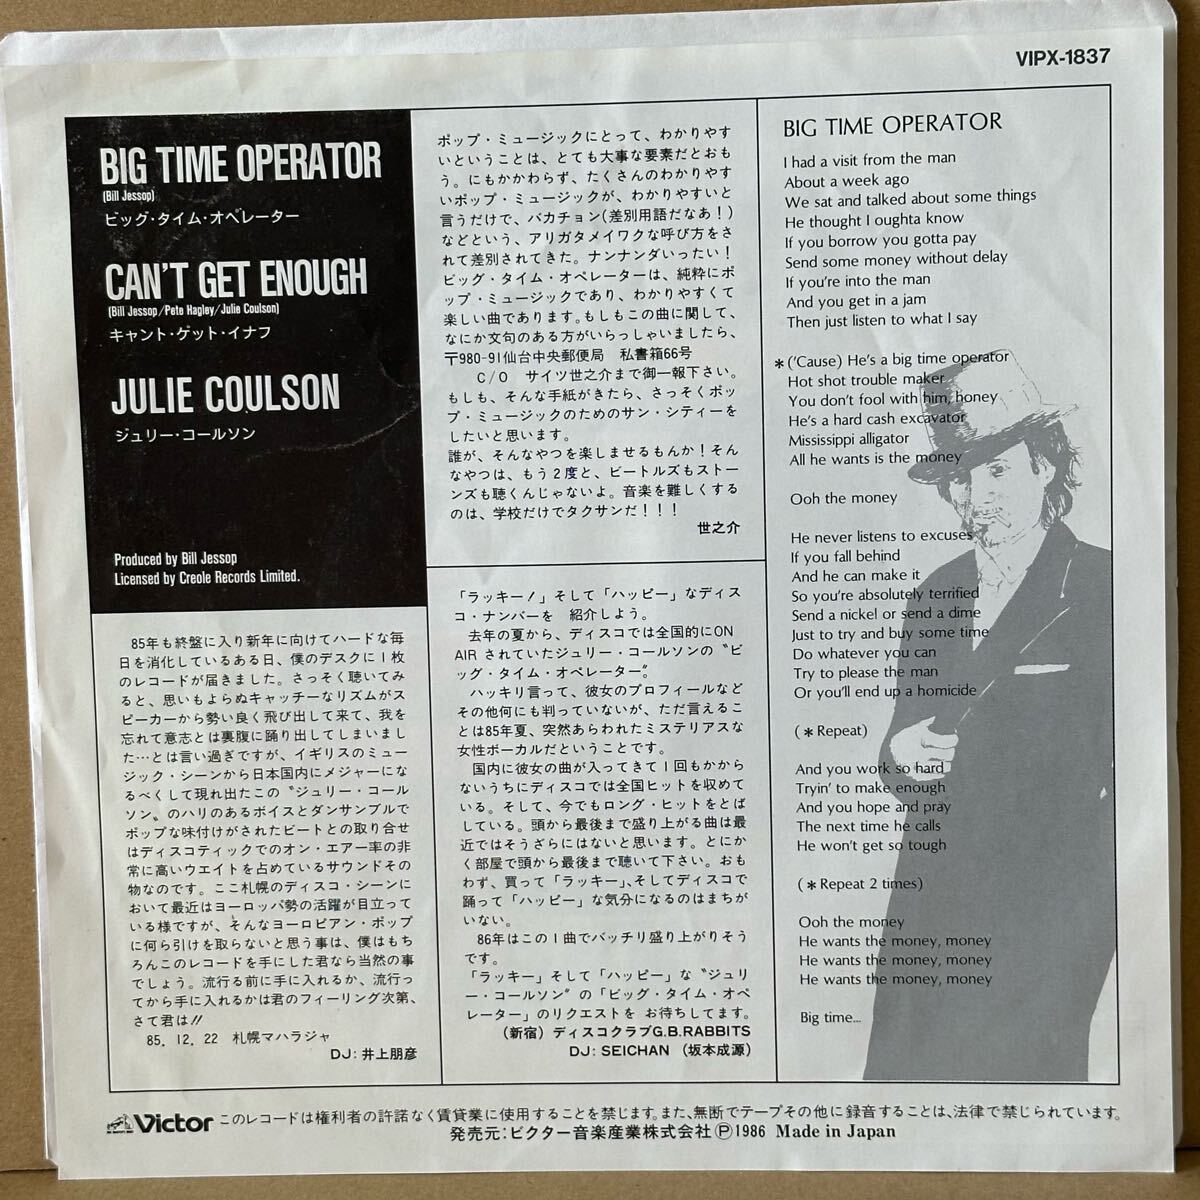 VIPX-1837
BIG TIME OPERATOR
(Bill Jessop)
ビッグ・タイム・オペレーター
CAN'T GET ENOUGH
(Bill Jessop/Pete Hagley/Julie Coulson)
キャント・ゲット・イナフ
JULIE COULSON
ジュリー・コールソン
Produced by Bill Jessop
Licensed by Creole Records Limited.
85年も終盤に入り新年に向けてハードな毎
日を消化しているある日、僕のデスクに1枚
のレコードが届きました。さっそく聴いてみ
ると、思いもよらぬキャッチーなリズムがス
ピーカーから勢い良く飛び出して来て、我を
忘れて意志とは裏腹に踊り出してしまいまし
た…とは言い過ぎですが、イギリスのミュー
ジック・シーンから日本国内にメジャーにな
るべくして現れ出たこの〝ジュリー・コール
ソン〟のハリのあるボイスとダンサンブルで
ポップな味付けがされたビートとの取り合せ
はディスコティックでのオン・エアー率の非
常に高いウエイトを占めているサウンドその
物なのです。ここ札幌のディスコ・シーンに
おいて最近はヨーロッパ勢の活躍が目立って
いる様ですが、そんなヨーロピアン・ポップ
に何ら引けを取らないと思う事は、僕はもち
ろんこのレコードを手にした君なら当然の事
でしょう。流行る前に手に入れるか、流行っ
てから手に入れるかは君のフィーリング次第、
さて君は!!
85.12.22 札幌マハラジャ
DJ:井上朋彦
ポップ・ミュージックにとって、わかりやす
いということは、とても大事な要素だとおも
う。にもかかわらず、たくさんのわかりやす
いポップ・ミュージックが、わかりやすいと
言うだけで、バカチョン(差別用語だなあ!)
などという、アリガタメイワクな呼び方をさ
れて差別されてきた。ナンナンダいったい!
ビッグ・タイム・オペレーターは、純粋にポ
ップ・ミュージックであり、わかりやすくて
楽しい曲であります。もしもこの曲に関して、
なにか文句のある方がいらっしゃいましたら、
〒980-91仙台中央郵便局 私書箱66号
C/O サイツ世之介まで御一報下さい。
もしも、そんな手紙がきたら、さっそくポッ
プ・ミュージックのためのサン・シティーを
したいと思います。
誰が、そんなやつを楽しませるもんか!そん
なやつは、もう2度と、ビートルズもストー
ンズも聴くんじゃないよ。音楽を難しくする
のは、学校だけでタクサンだ!!!
世之介
「ラッキー!」そして「ハッピー」なディス
コ・ナンバーを 紹介しよう。
去年の夏から、ディスコでは全国的にON
AIRされていたジュリー・コールソンの〝ビ
ッグ・タイム・オペレーター〟。
ハッキリ言って、彼女のプロフィールなど
その他何にも判っていないが、ただ言えるこ
とは85年夏、突然あらわれたミステリアスな
女性ボーカルだということです。
国内に彼女の曲が入ってきて1回もかから
ないうちにディスコでは全国ヒットを収めて
いる。そして、今でもロング・ヒットをとば
している。頭から最後まで盛り上がる曲は最
近ではそうざらにはないと思います。とにか
く部屋で頭から最後まで聴いて下さい。おも
わず、買って「ラッキー」、そしてディスコで
踊って「ハッピー」な気分になるのはまちが
いない。
86年はこの1曲でバッチリ盛り上がりそう
です。
「ラッキー」そして「ハッピー」な〝ジュリ
ー・コールソン〟の「ビッグ・タイム・オペ
レーター」のリクエストを お待ちしてます。
(新宿)ディスコクラブG.B.RABBITS
DJ:SEICHAN (坂本成源)
BIG TIME OPERATOR
I had a visit from the man
About a week ago
We sat and talked about some things
He thought I oughta know
If you borrow you gotta pay
Send some money without delay
If you're into the man
And you get in a jam
Then just listen to what I say
*('Cause) He's a big time operator
Hot shot trouble maker
You don't fool with him, honey
He's a hard cash excavator
Mississippi alligator
All he wants is the money
Ooh the money
He never listens to excuses
If you fall behind
And he can make it
So you're absolutely terrified
Send a nickel or send a dime
Just to try and buy some time
Do whatever you can
Try to please the man
Or you'll end up a homicide
(*Repeat)
And you work so hard
Tryin' to make enough
And you hope and pray
The next time he calls
He won't get so tough
(*Repeat 2 times)
Ooh the money
He wants the money, money
He wants the money, money
He wants the money, money
Big time...
Victor このレコードは権利者の許諾なく賃貸業に使用することを禁じます。また、無断でテープその他に録音することは、法律で禁じられています。
発売元:ビクター音楽産業株式会社Ⓟ1986 Made in Japan